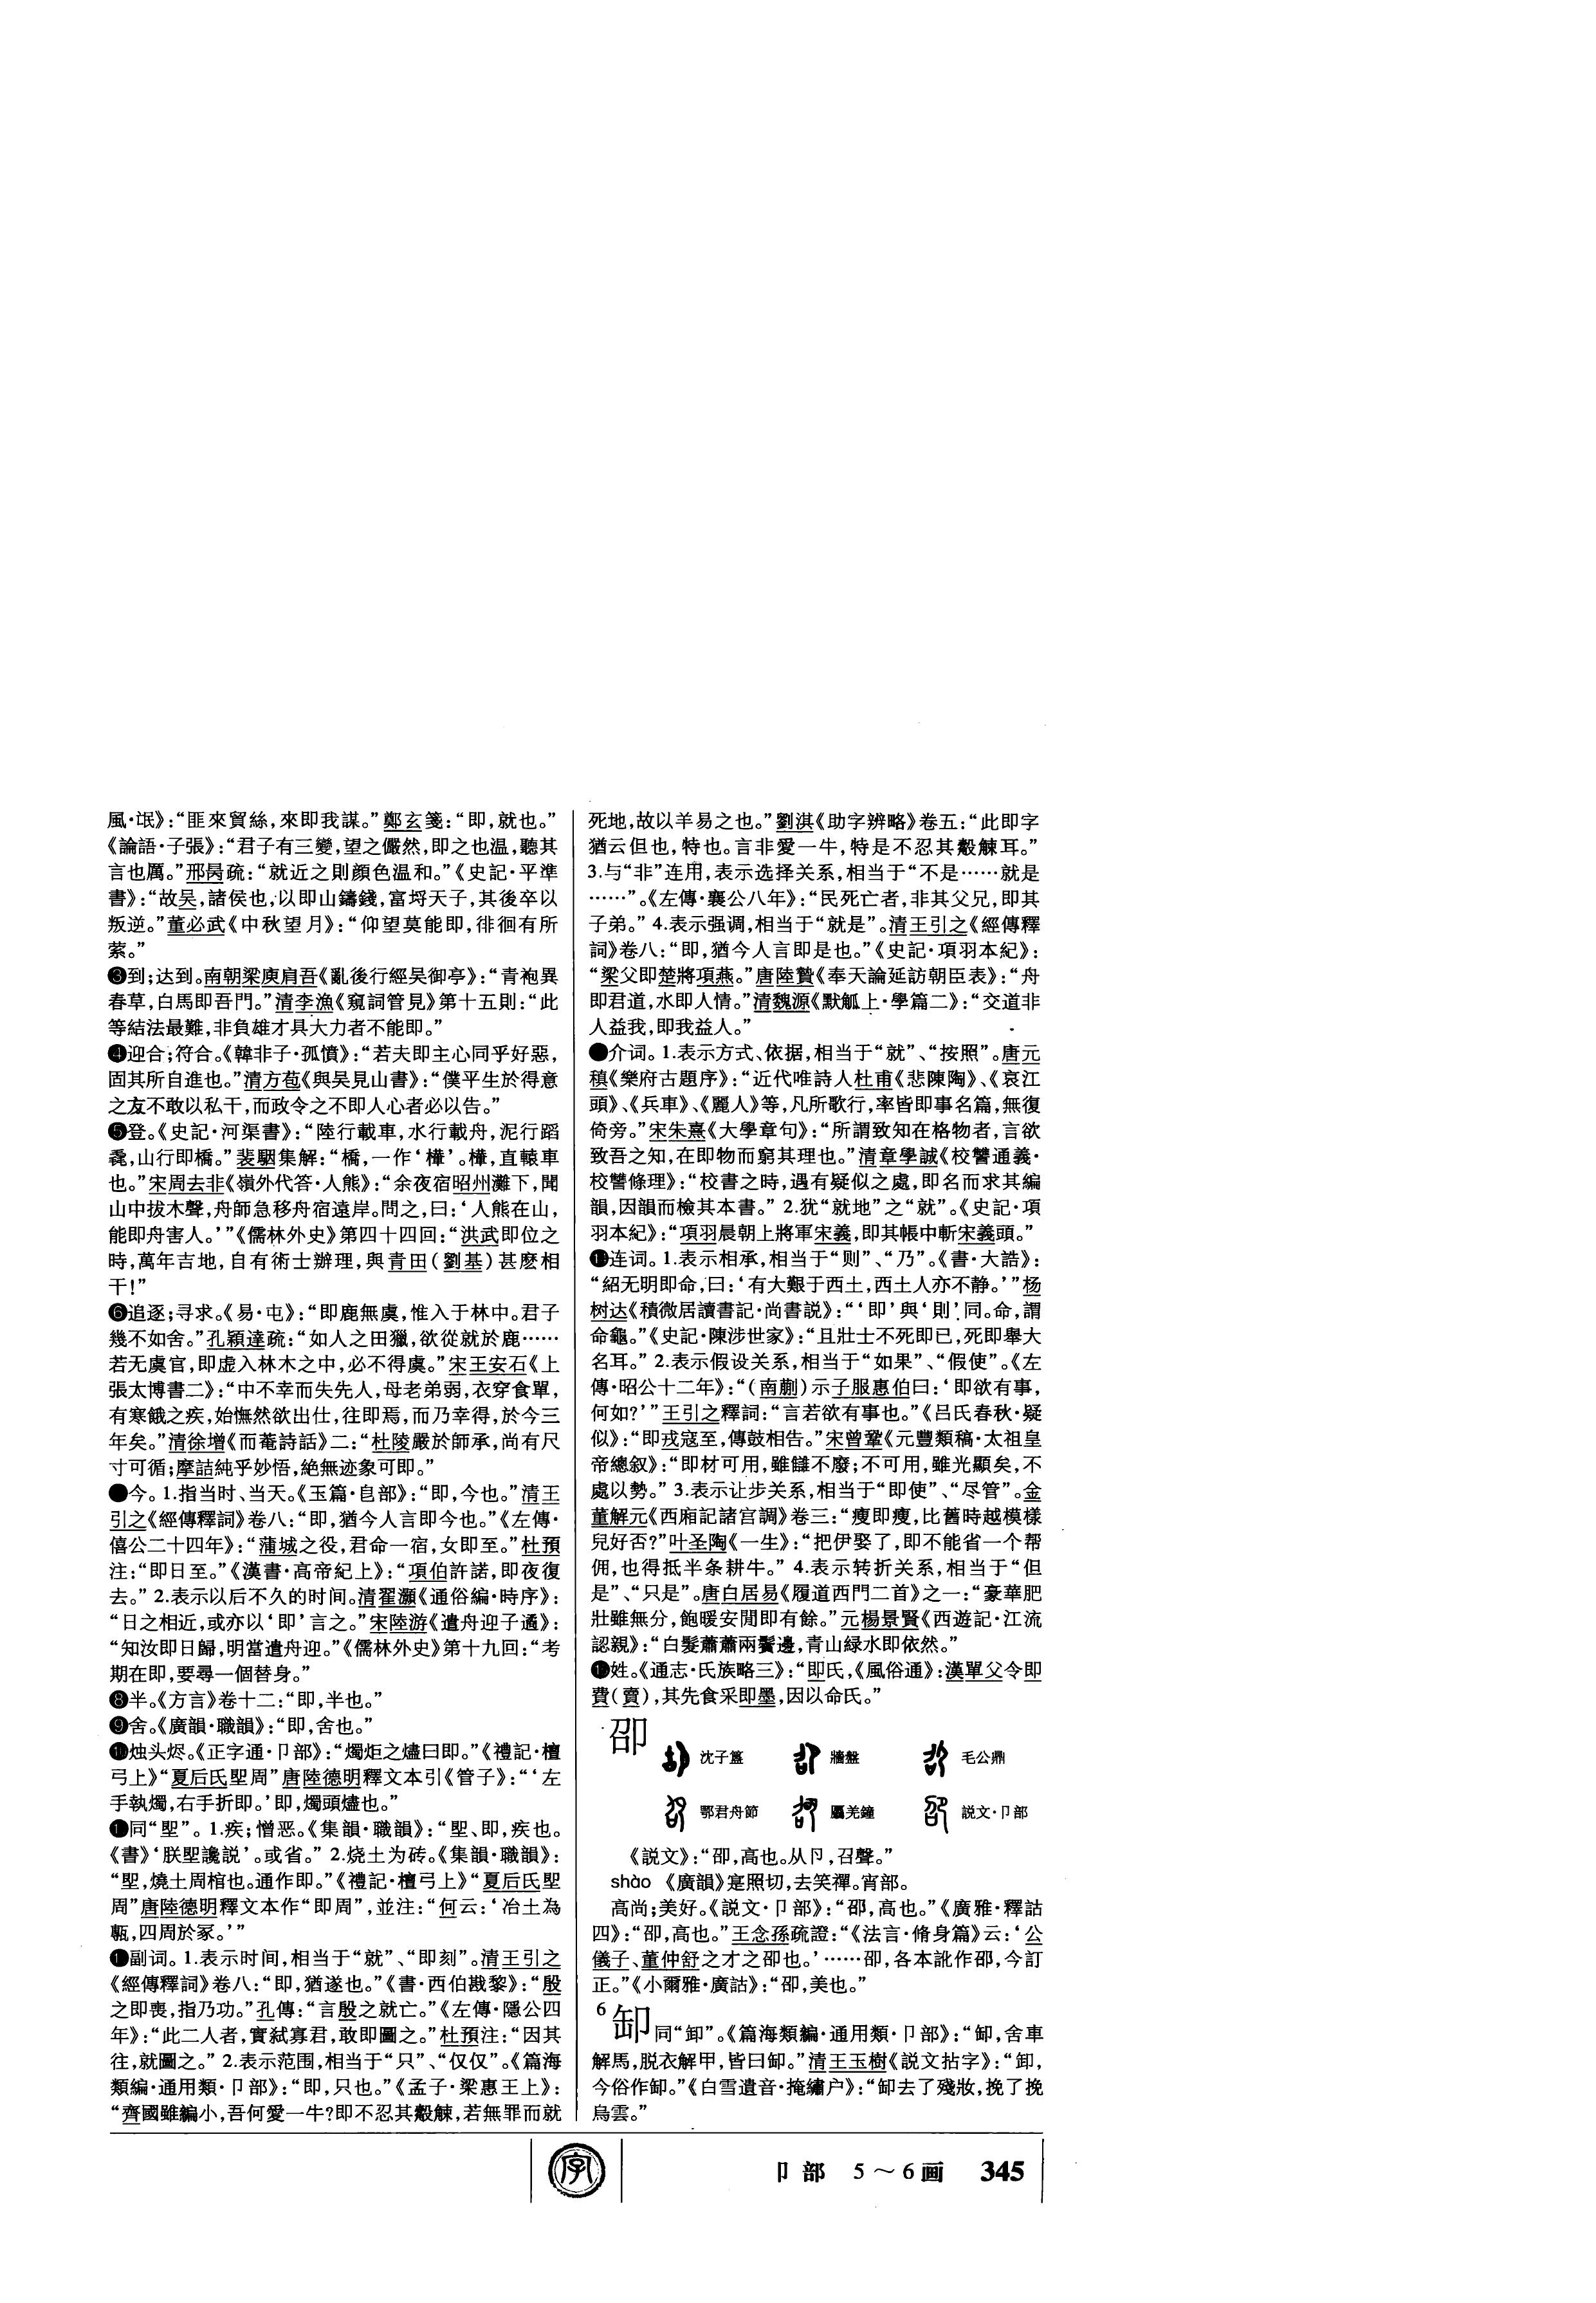 風·氓》：“匪來貿絲，來即我謀。”鄭玄箋：“即，就也。”
《論語·子張》：“君子有三變，望之儼然，即之也温，聽其
言也厲。”邢昺疏：“就近之則顔色温和。”《史記·平準
書》：“故吴，諸侯也，以即山鑄錢，富埒天子，其後卒以
叛逆。”董必武《中秋望月》：“仰望莫能即，徘徊有所
萦。”
❸到；达到。南朝梁庾肩吾《亂後行經吴御亭》：“青袍異
春草，白馬即吾門。”清李漁《窺詞管見》第十五則：“此
等結法最難，非負雄才具大力者不能即。”
❹迎合；符合。《韓非子·孤憤》：“若夫即主心同乎好惡，
固其所自進也。”清方苞《與吴見山書》：“僕平生於得意
之友不敢以私干，而政令之不即人心者必以告。”
❺登。《史記·河渠書》：“陸行載車，水行載舟，泥行蹈
毳，山行即橋。”裴駰集解：“橋，一作‘檋’。檋，直轅車
也。”宋周去非《嶺外代答·人熊》：“余夜宿昭州灘下，聞
山中拔木聲，舟師急移舟宿遠岸。問之，曰：‘人熊在山，
能即舟害人。’”《儒林外史》第四十四回：“洪武即位之
時，萬年吉地，自有術士辦理，與青田（劉基）甚麽相
干！”
❻追逐；寻求。《易·屯》：“即鹿無虞，惟入于林中。君子
幾不如舍。”孔穎達疏：“如人之田獵，欲從就於鹿……
若无虞官，即虚入林木之中，必不得虞。”宋王安石《上
張太博書二》：“中不幸而失先人，母老弟弱，衣穿食單，
有寒餓之疾，始憮然欲出仕，往即焉，而乃幸得，於今三
年矣。”清徐增《而菴詩話》二：“杜陵嚴於師承，尚有尺
寸可循；摩詰純乎妙悟，絶無迹象可即。”
●今。1.指当时、当天。《玉篇·皀部》：“即，今也。”清王
引之《經傳釋詞》卷八：“即，猶今人言即今也。”《左傳·
僖公二十四年》：“蒲城之役，君命一宿，女即至。”杜預
注：“即日至。”《漢書·高帝紀上》：“項伯許諾，即夜復
去。”2.表示以后不久的时间。清翟灝《通俗編·時序》：
“日之相近，或亦以‘即’言之。”宋陸游《遣舟迎子遹》：
“知汝即日歸，明當遣舟迎。”《儒林外史》第十九回：“考
期在即，要尋一個替身。”
❽半。《方言》卷十二：“即，半也。”
❾舍。《廣韻·職韻》：“即，舍也。”
❿烛头烬。《正字通·卩部》：“燭炬之燼曰即。”《禮記·檀
弓上》“夏后氏堲周”唐陸德明釋文本引《管子》：“‘左
手執燭，右手折即。’即，燭頭燼也。”
❶同“堲”。1.疾；憎恶。《集韻·職韻》：“堲、即，疾也。
《書》‘朕堲讒説’。或省。”2.烧土为砖。《集韻·職韻》：
“堲，燒土周棺也。通作即。”《禮記·檀弓上》“夏后氏堲
周”唐陸德明釋文本作“即周”，並注：“何云：‘冶土為
甎，四周於冢。’”
❶副词。1.表示时间，相当于“就”、“即刻”。清王引之
《經傳釋詞》卷八：“即，猶遂也。”《書·西伯戡黎》：“殷
之即喪，指乃功。”孔傳：“言殷之就亡。”《左傳·隱公四
年》：“此二人者，實弑寡君，敢即圖之。”杜預注：“因其
往，就圖之。”2.表示范围，相当于“只”、“仅仅”。《篇海
類編·通用類·卩部》：“即，只也。”《孟子·梁惠王上》：
“齊國雖褊小，吾何愛一牛？即不忍其觳觫，若無罪而就
死地，故以羊易之也。”劉淇《助字辨略》卷五：“此即字
猶云但也，特也。言非愛一牛，特是不忍其觳觫耳。”
3.与“非”连用，表示选择关系，相当于“不是……就是
……”。《左傳·襄公八年》：“民死亡者，非其父兄，即其
子弟。”4.表示强调，相当于“就是”。清王引之《經傳釋
詞》卷八：“即，猶今人言即是也。”《史記·項羽本紀》：
“梁父即楚將項燕。”唐陸贄《奉天論延訪朝臣表》：“舟
即君道，水即人情。”清魏源《默觚上·學篇二》：“交道非
人益我，即我益人。”
●介词。1.表示方式、依据，相当于“就”、“按照”。唐元
稹《樂府古題序》：“近代唯詩人杜甫《悲陳陶》、《哀江
頭》、《兵車》、《麗人》等，凡所歌行，率皆即事名篇，無復
倚旁。”宋朱熹《大學章句》：“所謂致知在格物者，言欲
致吾之知，在即物而窮其理也。”清章學誠《校讐通義·
校讐條理》：“校書之時，遇有疑似之處，即名而求其編
韻，因韻而檢其本書。”2.犹“就地”之“就”。《史記·項
羽本紀》：“項羽晨朝上將軍宋義，即其帳中斬宋義頭。”
❶连词。1.表示相承，相当于“则”、“乃”。《書·大誥》：
“紹无明即命，曰：‘有大艱于西土，西土人亦不静。’”杨
树达《積微居讀書記·尚書説》：“‘即’與‘則’同。命，謂
命龜。”《史記·陳涉世家》：“且壯士不死即已，死即舉大
名耳。”2.表示假设关系，相当于“如果”、“假使”。《左
傳·昭公十二年》：“（南蒯）示子服惠伯曰：‘即欲有事，
何如？’”王引之釋詞：“言若欲有事也。”《吕氏春秋·疑
似》：“即戎寇至，傳鼓相告。”宋曾鞏《元豐類稿·太祖皇
帝總叙》：“即材可用，雖讎不廢；不可用，雖光顯矣，不
處以勢。”3.表示让步关系，相当于“即使”、“尽管”。金
董解元《西廂記諸宫調》卷三：“瘦即瘦，比舊時越模樣
兒好否？”叶圣陶《一生》：“把伊娶了，即不能省一个帮
佣，也得抵半条耕牛。”4.表示转折关系，相当于“但
是”、“只是”。唐白居易《履道西門二首》之一：“豪華肥
壯雖無分，飽暖安閒即有餘。”元楊景賢《西遊記·江流
認親》：“白髮蕭蕭兩鬢邊，青山緑水即依然。”
❶姓。《通志·氏族略三》：“即氏，《風俗通》：漢單父令即
費（賣），其先食采即墨，因以命氏。”
卲
沈子簋 牆盤 毛公鼎
鄂君舟節 羌鐘 説文·卩部
《説文》：“卲，高也。从卩，召聲。”
shào 《廣韻》寔照切，去笑禪。宵部。
高尚；美好。《説文·卩部》：“卲，高也。”《廣雅·釋詁
四》：“卲，高也。”王念孫疏證：“《法言·脩身篇》云：‘公
儀子、董仲舒之才之卲也。’……卲，各本訛作邵，今訂
正。”《小爾雅·廣詁》：“卲，美也。”
6 卸 同“卸”。《篇海類編·通用類·卩部》：“卸，舍車
解馬，脱衣解甲，皆曰卸。”清王玉樹《説文拈字》：“卸，
今俗作卸。”《白雪遺音·掩繡户》：“卸去了殘妝，挽了挽
烏雲。”
字 卩部 5～6画 345